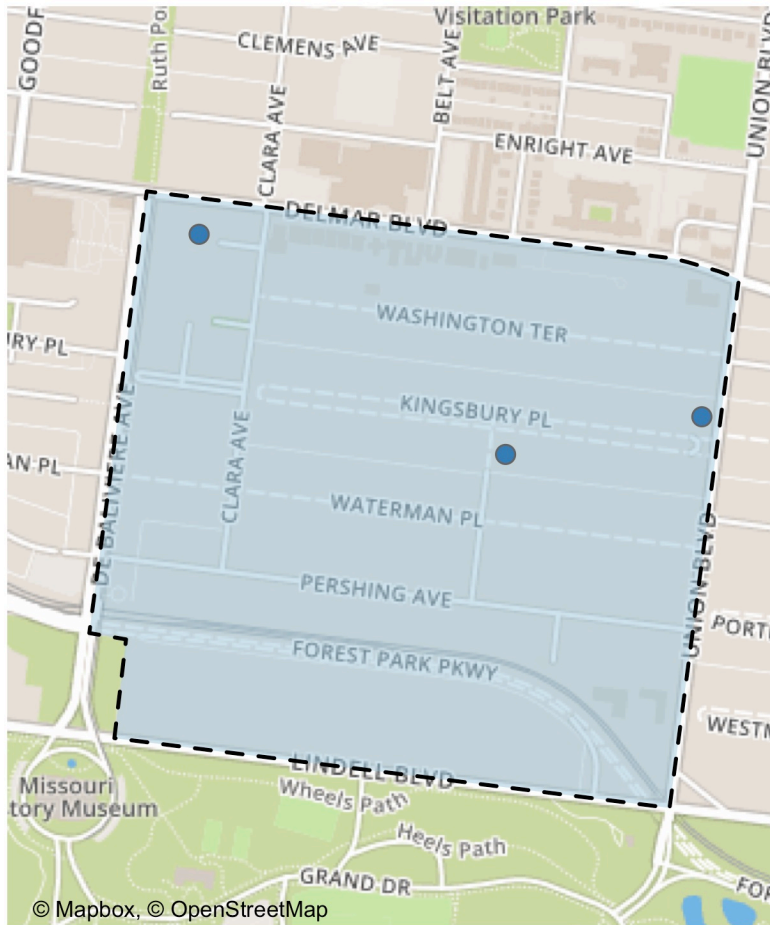 Visitation Park
GOODF
Ruth Po
CLEMENS AVE
BELT AVE
UNION BLVD
CLARA AVE
ENRIGHT AVE
DELMAR BLVD
WASHINGTON TER
RY PL
KINGSBURY PL
DE BALIVIERE AVE
CLARA AVE
AN PL
WATERMAN PL
UNION BLVD
PERSHING AVE
PORT
FOREST PARK PKWY
WESTM
LINDELL BLVD
Missouri
tory Museum
Wheels Path
Heels Path
GRAND DR
FOR
© Mapbox, © OpenStreetMap